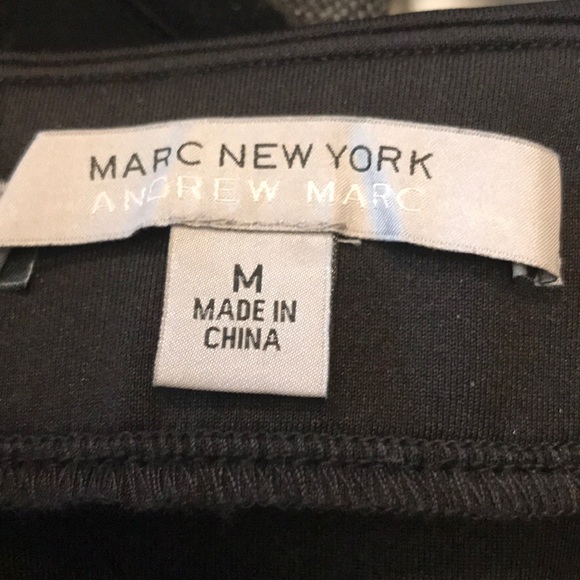 MARC NEW YORK
ANDREW MARC
M
MADE IN
CHINA